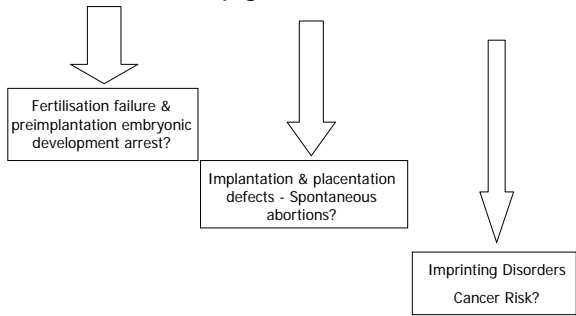 Fertilisation failure &
preimplantation embryonic
development arrest?
Implantation & placentation
defects - Spontaneous
abortions?
Imprinting Disorders
Cancer Risk?